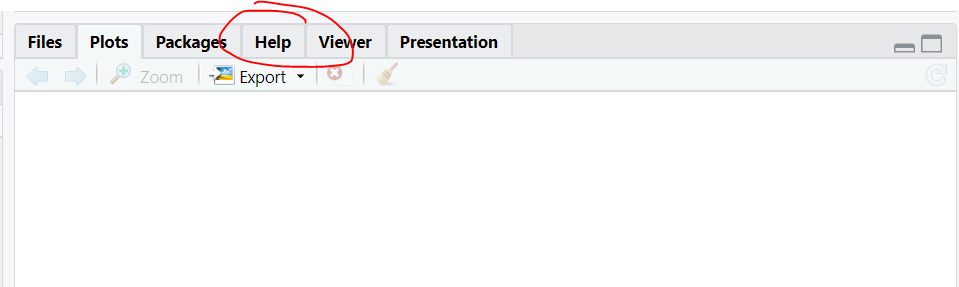 Files Plots Packages Help Viewer Presentation
Zoom Export